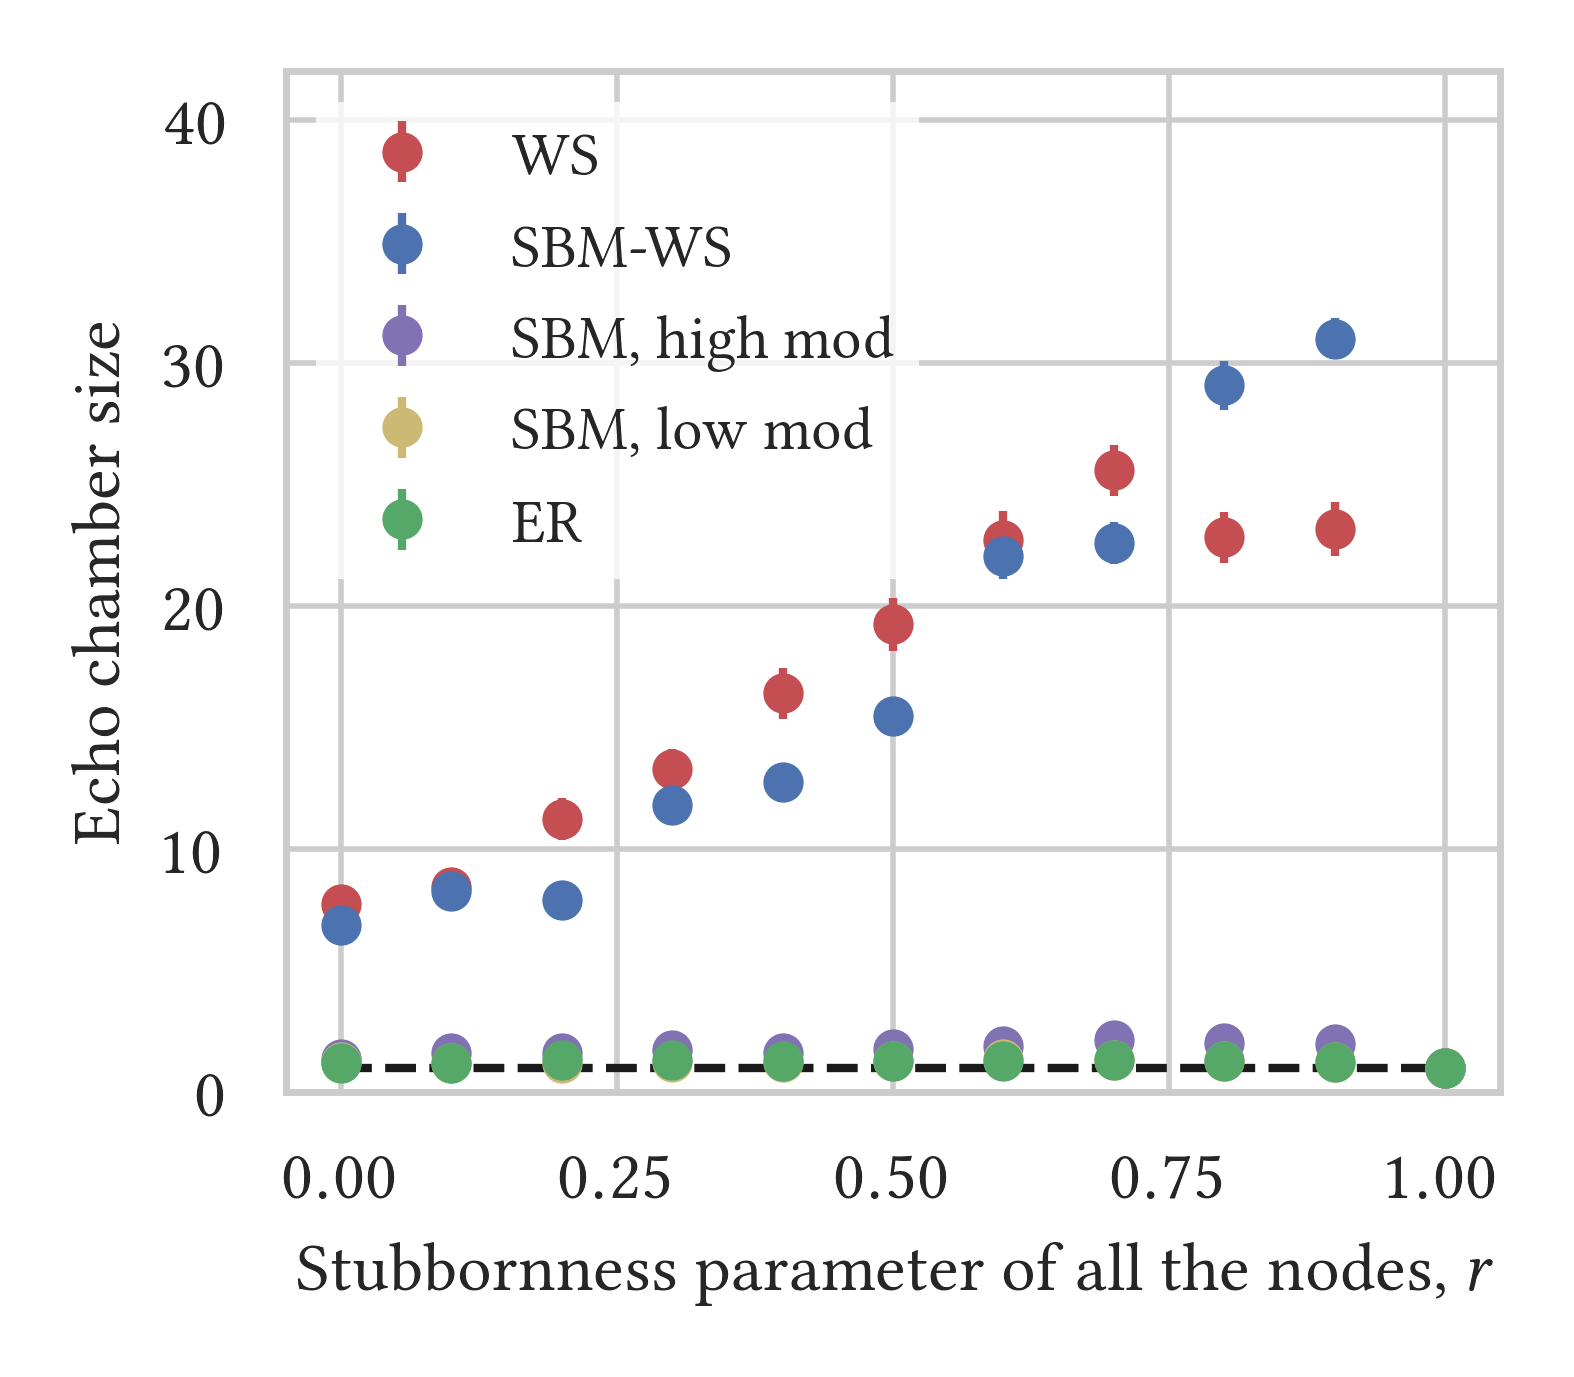 40
30
20
10
0
Echo chamber size
WS
SBM-WS
SBM, high mod
SBM, low mod
ER
0.00 0.25 0.50 0.75 1.00
Stubbornness parameter of all the nodes, r